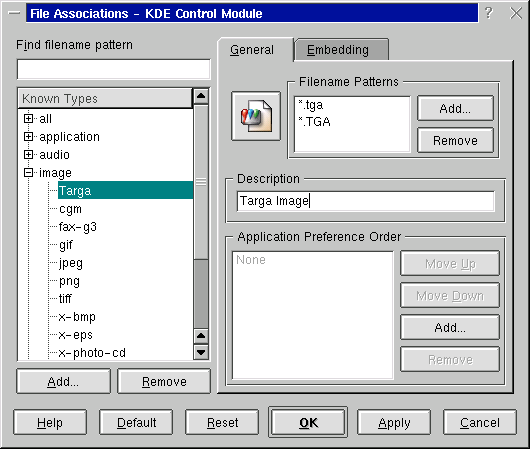 File Associations - KDE Control Module
?
Find filename pattern
Known Types
all
application
audio
image
Targa
cgm
fax-g3
gif
jpeg
png
tiff
x-bmp
x-eps
x-photo-cd
Add...
Remove
General
Embedding
Filename Patterns
*.tga
*.TGA
Add...
Remove
Description
Targa Image
Application Preference Order
None
Move Up
Move Down
Add...
Remove
Help
Default
Reset
OK
Apply
Cancel